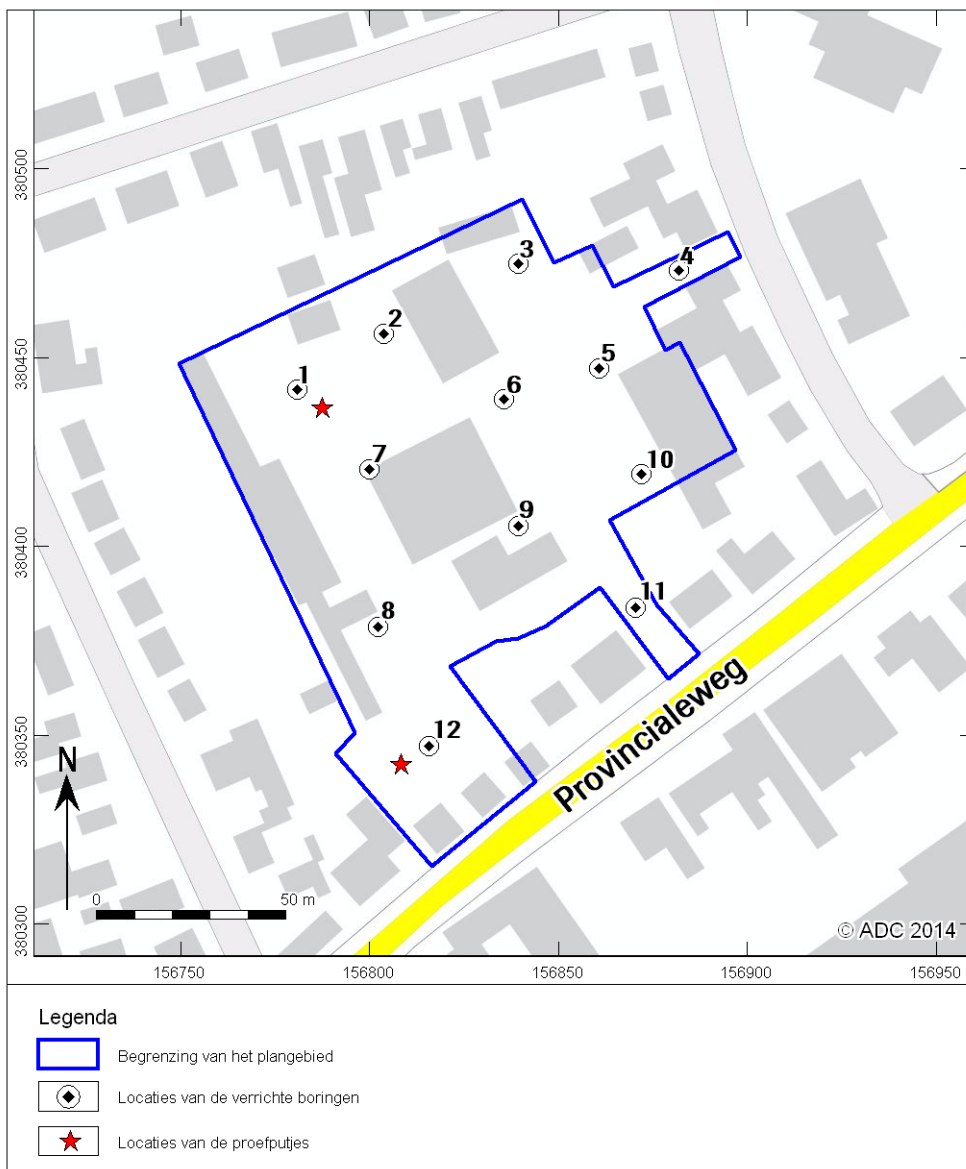 380500
380450
380400
380350
380300
3
4
2
5
1
6
7
10
9
11
8
12
Provincialeweg
N
0 50 m
© ADC 2014
156750 156800 156850 156900 156950
Legenda
Begrenzing van het plangebied
Locaties van de verrichte boringen
Locaties van de proefputjes